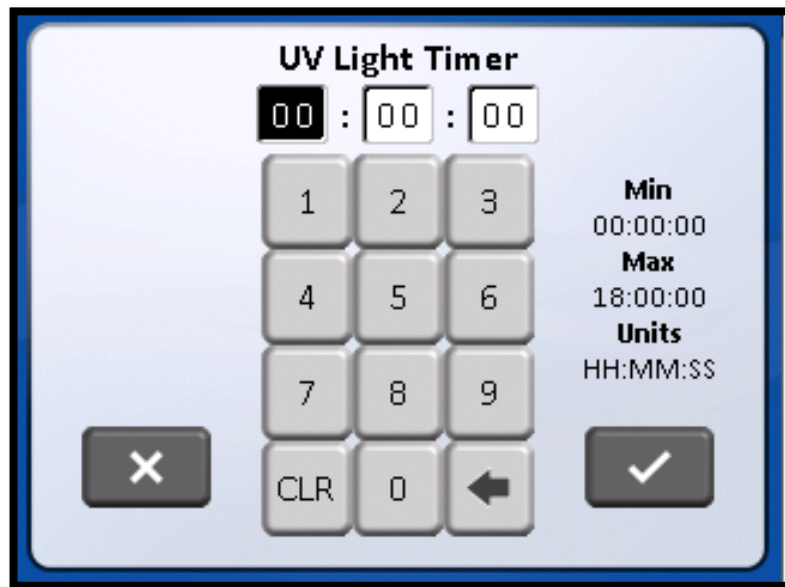 UV Light Timer
00 : 00 : 00
1 2 3
Min
00:00:00
Max
18:00:00
Units
HH:MM:SS
4 5 6
7 8 9
CLR 0